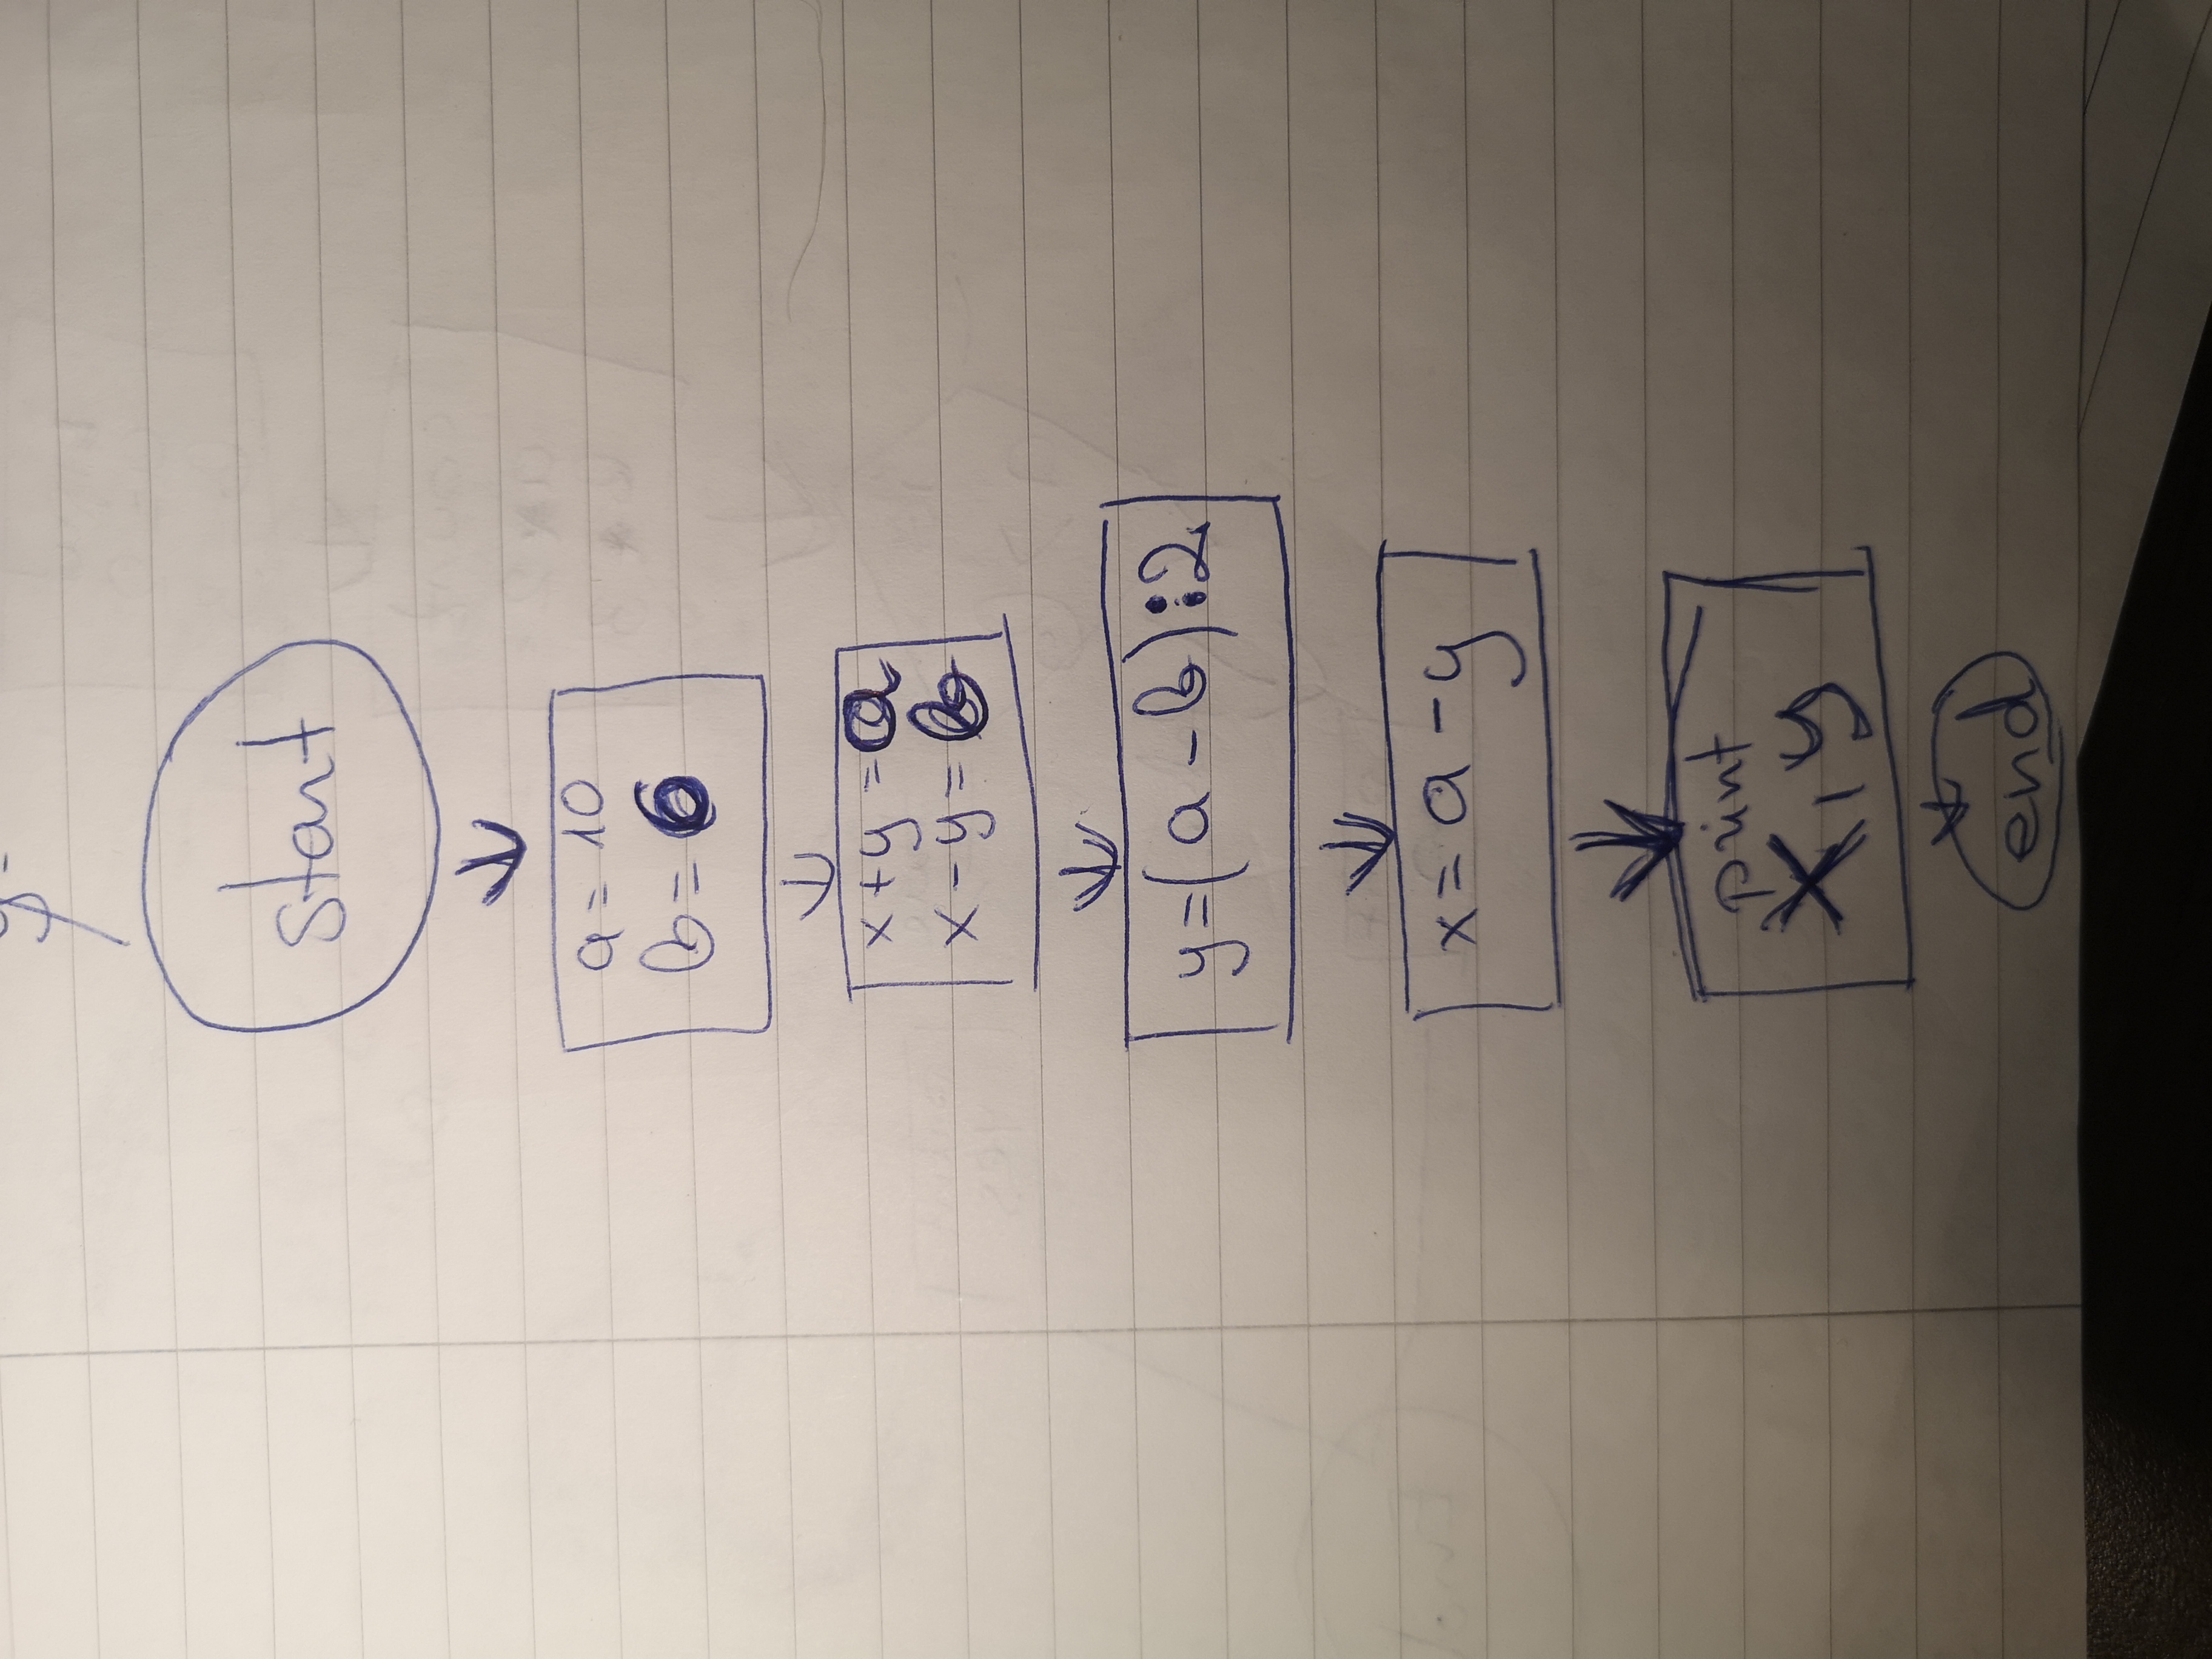 start
a = 10
b = 6
x + y = a
x - y = b
y = (a - b) : 2
x = a - y
print
x, y
end